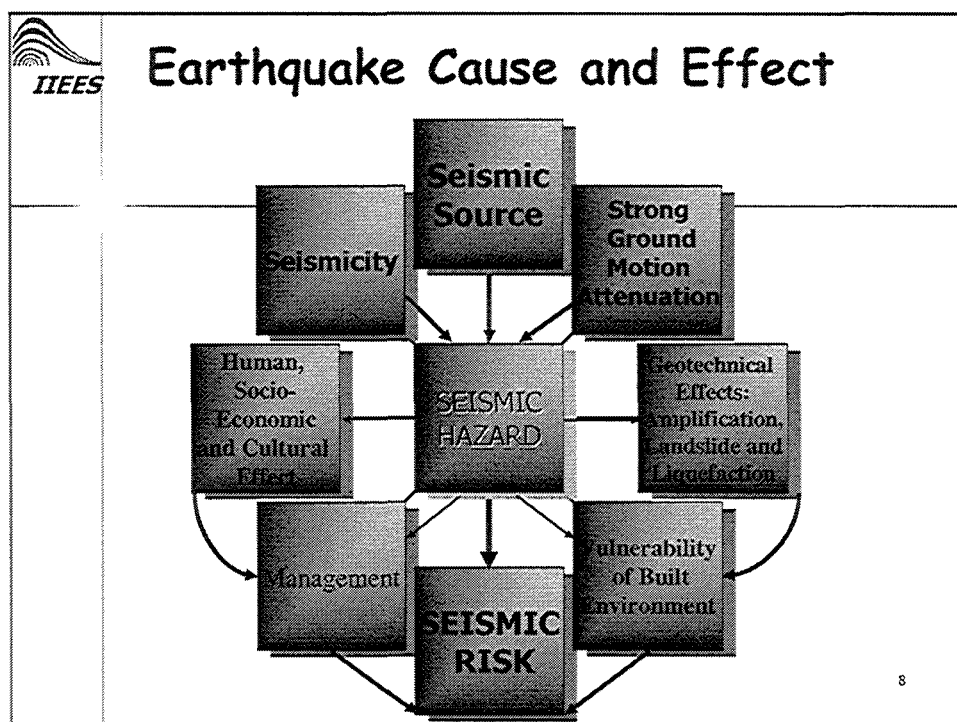 IIEES
Earthquake Cause and Effect
Seismic
Source
Seismicity
Strong
Ground
Motion
Attenuation
Human,
Socio-
Economic
and Cultural
Effect
SEISMIC
HAZARD
Geotechnical
Effects:
Amplification,
Landslide and
Liquefaction
Management
SEISMIC
RISK
Vulnerability
of Built
Environment
8